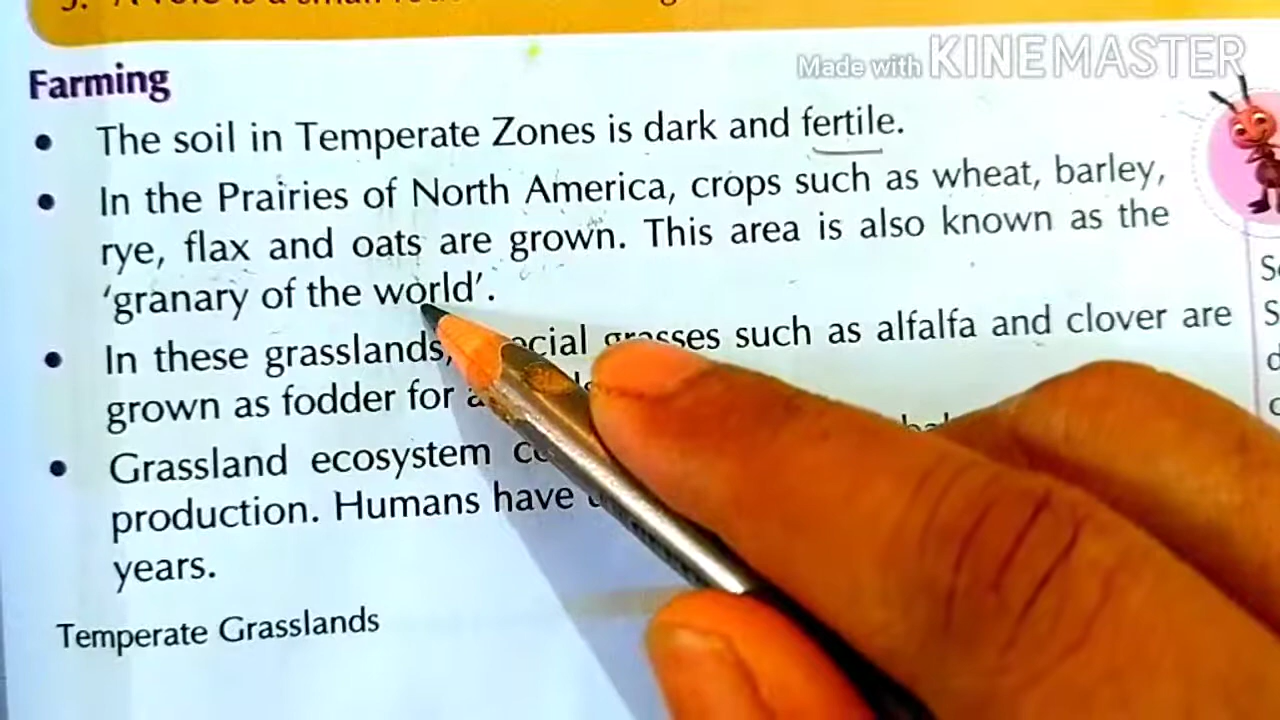 Made with KINEMASTER
Farming
• The soil in Temperate Zones is dark and fertile.
• In the Prairies of North America, crops such as wheat, barley,
rye, flax and oats are grown. This area is also known as the
'granary of the world'.
• In these grasslands, special grasses such as alfalfa and clover are
grown as fodder for
• Grassland ecosystem
production. Humans have
years.
Temperate Grasslands